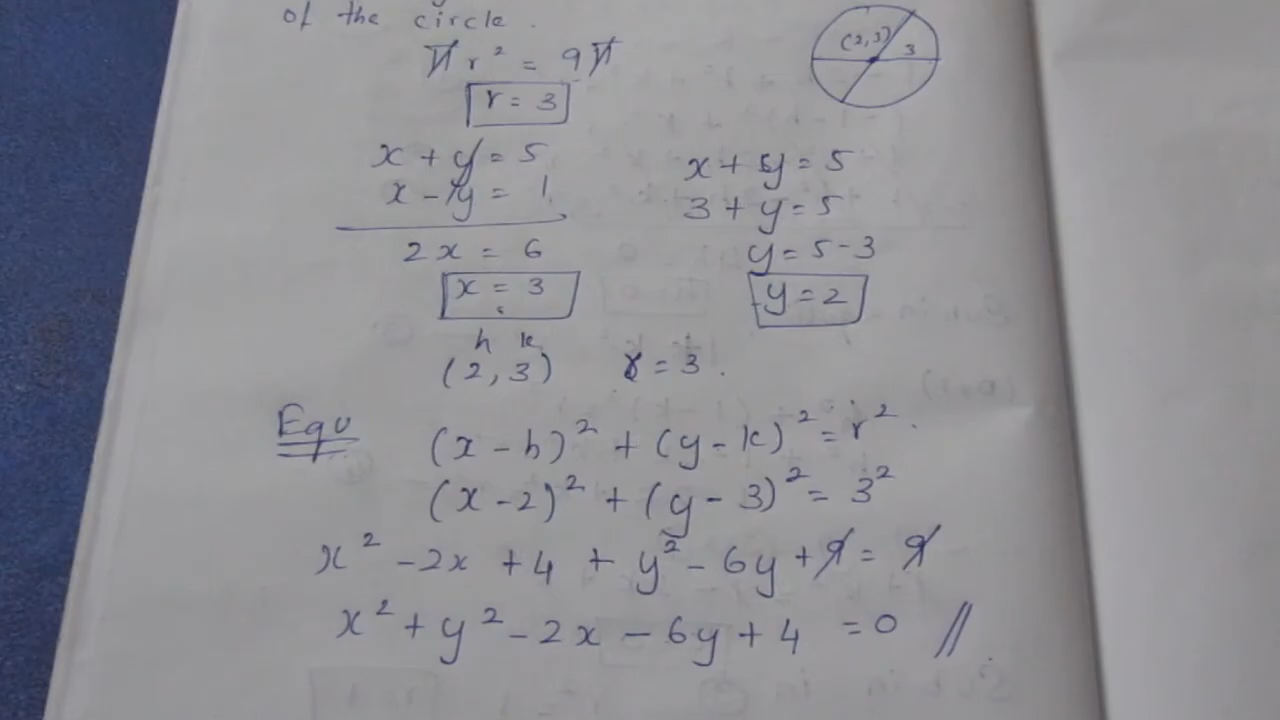 of the circle.
πr² = 9π
r = 3
(2,3) 3
x + y = 5
x - y = 1
2x = 6
x = 3
x + y = 5
3 + y = 5
y = 5 - 3
y = 2
h k
(2, 3) r = 3.
Equ (x - h)² + (y - k)² = r².
(x - 2)² + (y - 3)² = 3²
x² - 2x + 4 + y² - 6y + 9 = 9
x² + y² - 2x - 6y + 4 = 0 //